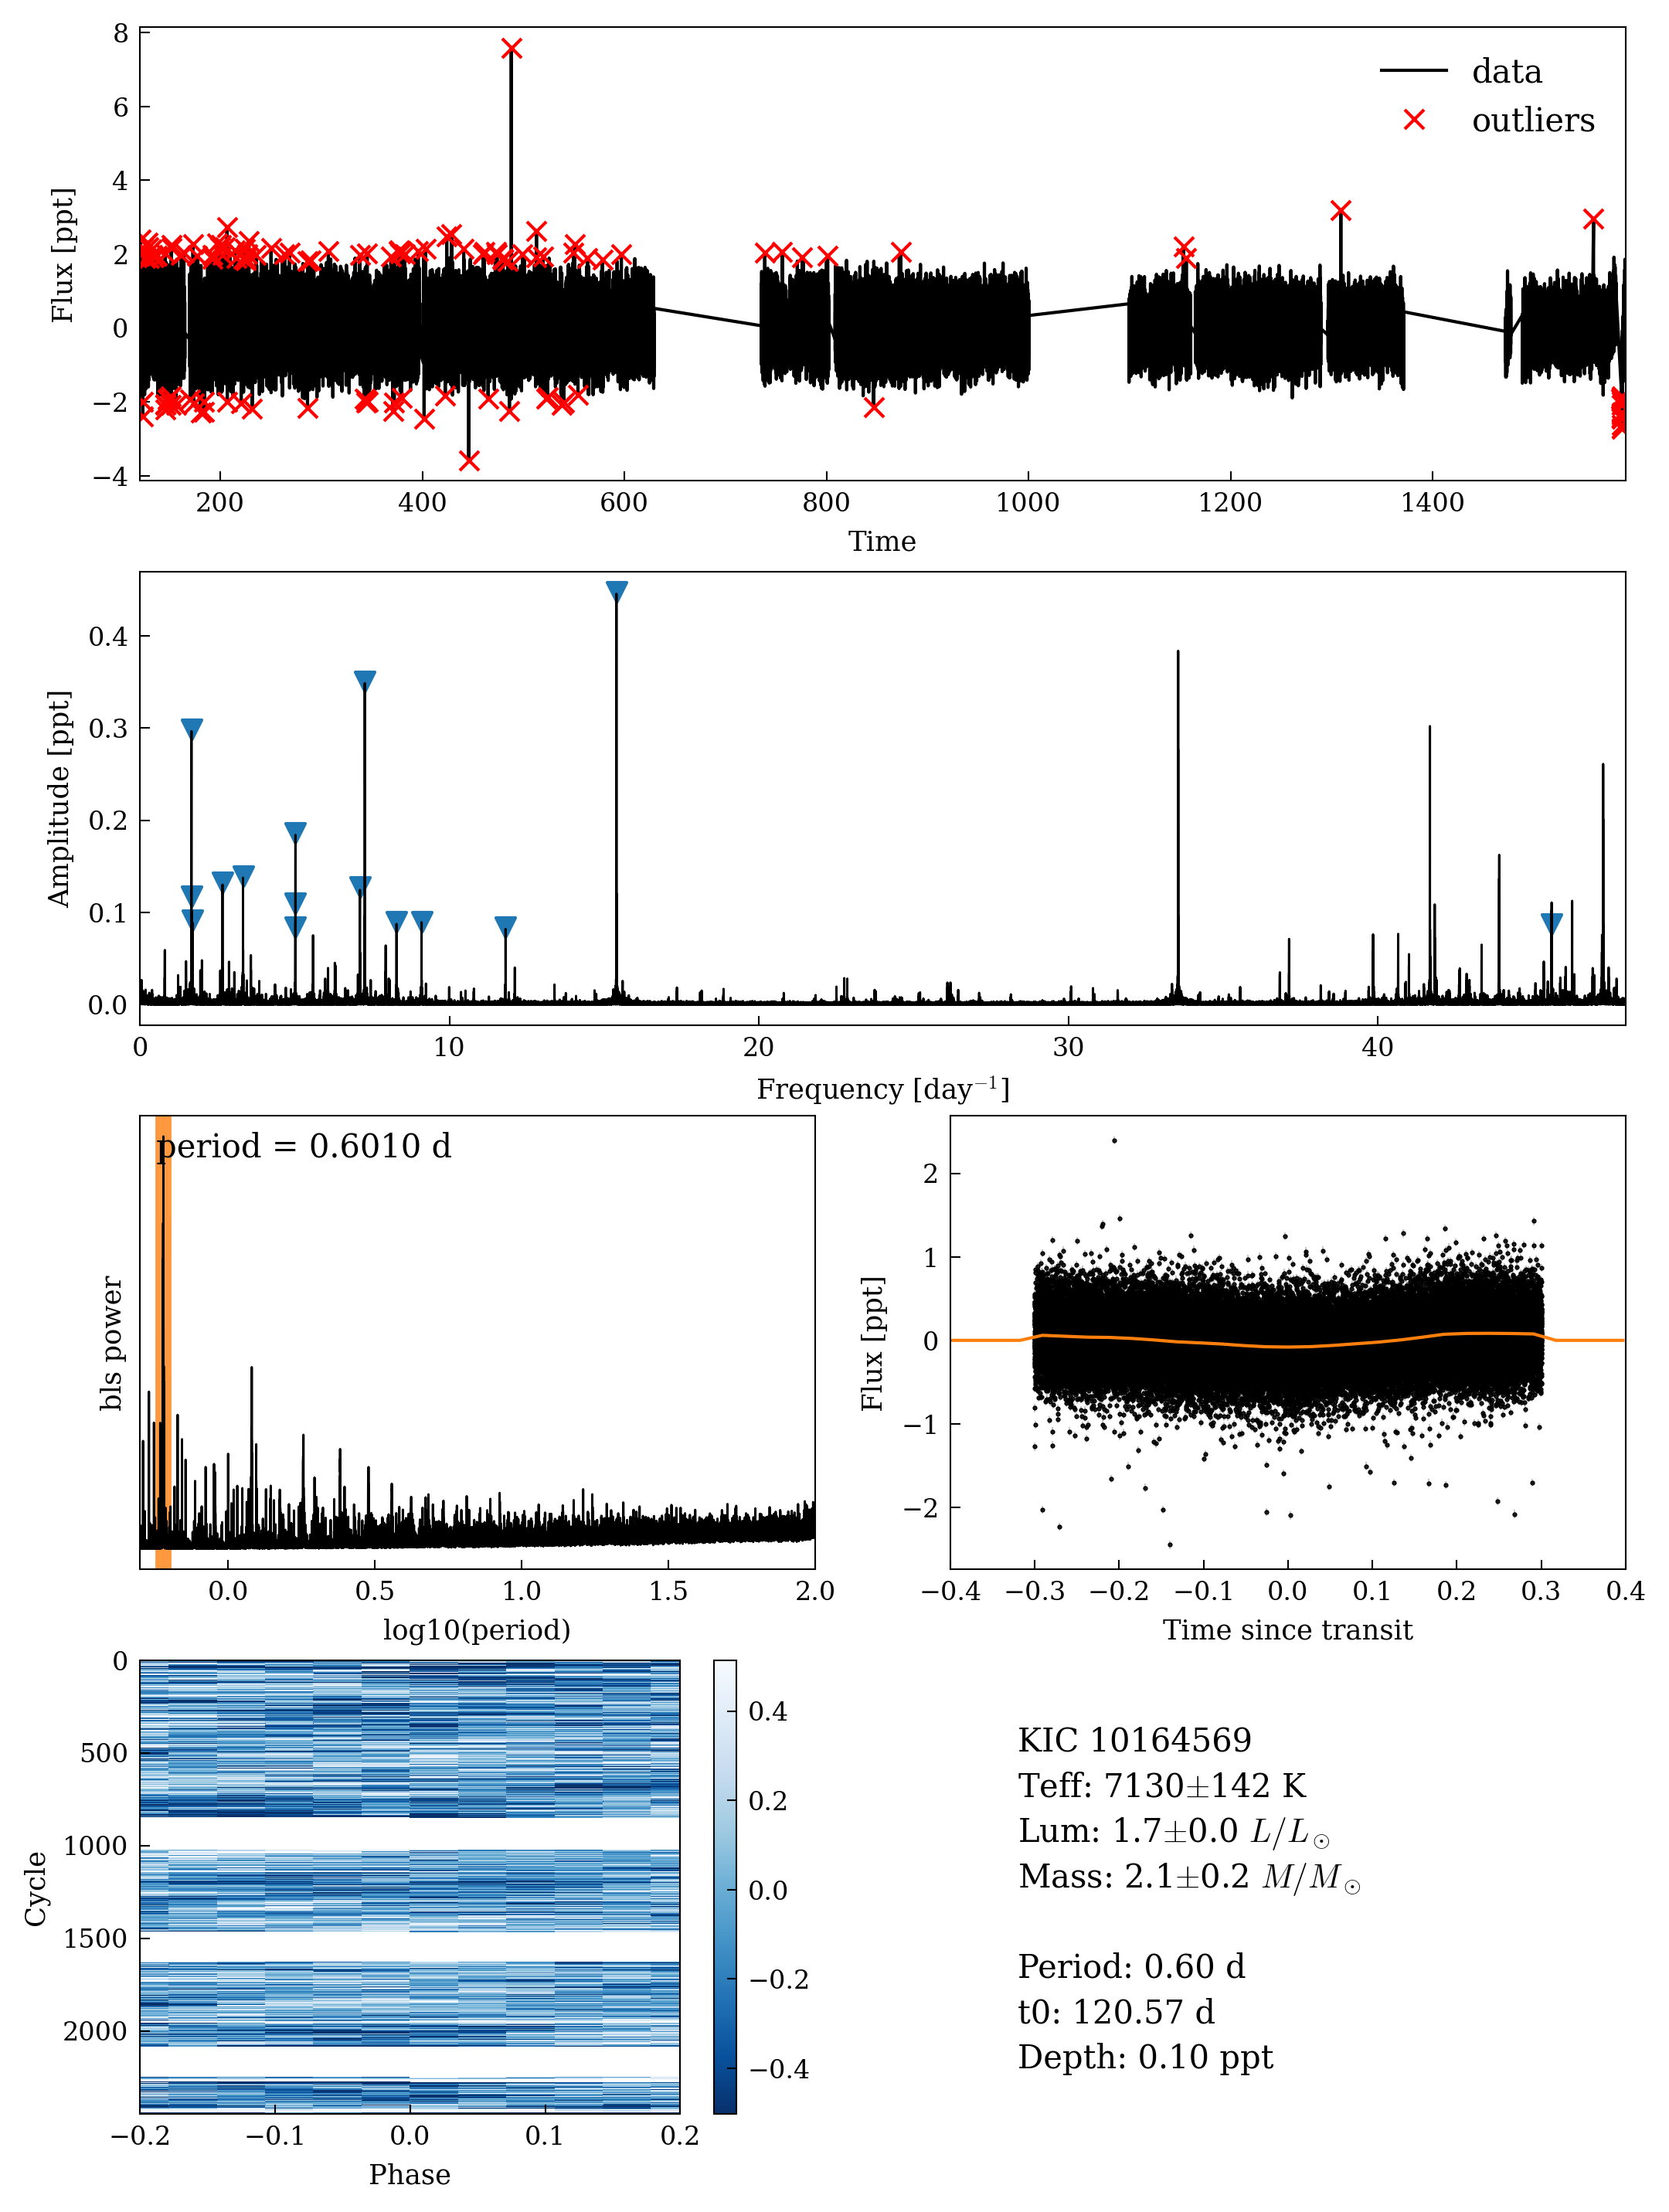 8
6
4
2
0
−2
−4
Flux [ppt]
data
outliers
200 400 600 800 1000 1200 1400
Time
0.4
0.3
0.2
0.1
0.0
Amplitude [ppt]
0 10 20 30 40
Frequency [day⁻¹]
period = 0.6010 d
bls power
0.0 0.5 1.0 1.5 2.0
log10(period)
2
1
0
−1
−2
Flux [ppt]
−0.4 −0.3 −0.2 −0.1 0.0 0.1 0.2 0.3 0.4
Time since transit
0
500
1000
1500
2000
Cycle
−0.2 −0.1 0.0 0.1 0.2
Phase
0.4
0.2
0.0
−0.2
−0.4
KIC 10164569
Teff: 7130±142 K
Lum: 1.7±0.0 L/L⊙
Mass: 2.1±0.2 M/M⊙
Period: 0.60 d
t0: 120.57 d
Depth: 0.10 ppt